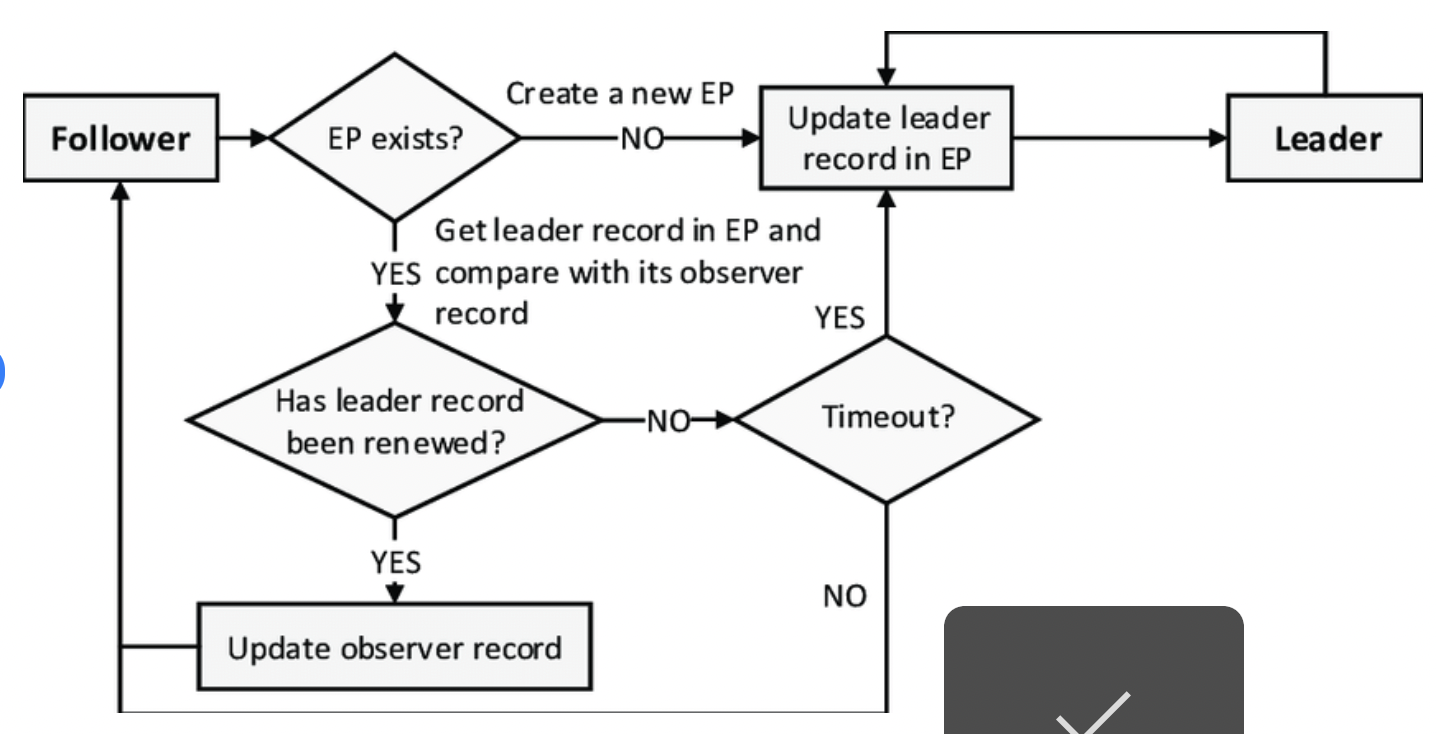 Create a new EP
Follower
EP exists?
NO
Update leader
record in EP
Leader
YES
Get leader record in EP and
compare with its observer
record
YES
Has leader record
been renewed?
NO
Timeout?
YES
NO
Update observer record